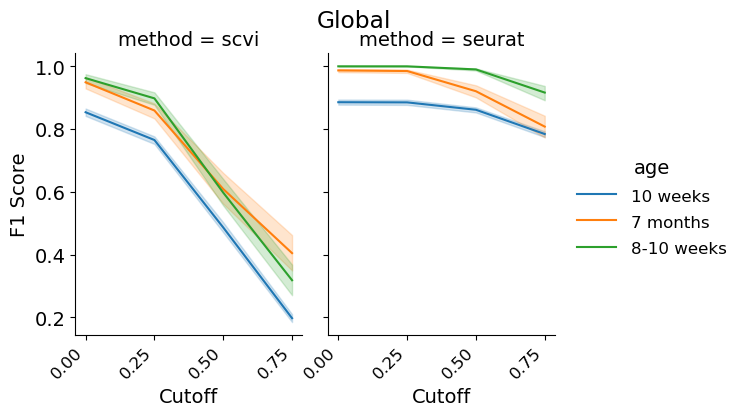 Global
method = scvi
method = seurat
1.0
0.8
0.6
0.4
0.2
F1 Score
0.00
0.25
0.50
0.75
Cutoff
0.00
0.25
0.50
0.75
Cutoff
age
10 weeks
7 months
8-10 weeks